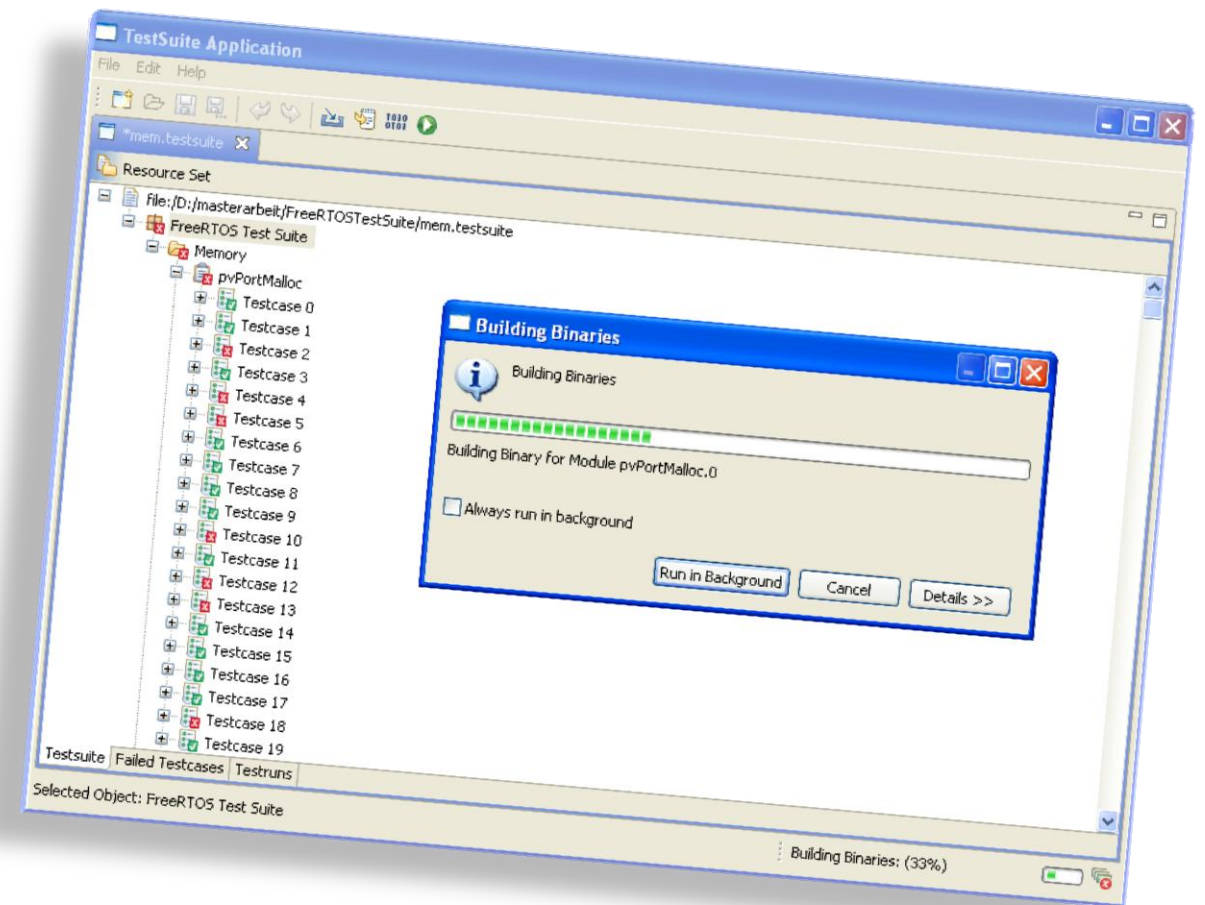 TestSuite Application
File Edit Help
*mem.testsuite
Resource Set
file:/D:/masterarbeit/FreeRTOSTestSuite/mem.testsuite
FreeRTOS Test Suite
Memory
pvPortMalloc
Testcase 0
Testcase 1
Testcase 2
Testcase 3
Testcase 4
Testcase 5
Testcase 6
Testcase 7
Testcase 8
Testcase 9
Testcase 10
Testcase 11
Testcase 12
Testcase 13
Testcase 14
Testcase 15
Testcase 16
Testcase 17
Testcase 18
Testcase 19
Building Binaries
Building Binaries
Building Binary for Module pvPortMalloc.0
Always run in background
Run in Background Cancel Details >>
Testsuite Failed Testcases Testruns
Selected Object: FreeRTOS Test Suite
Building Binaries: (33%)